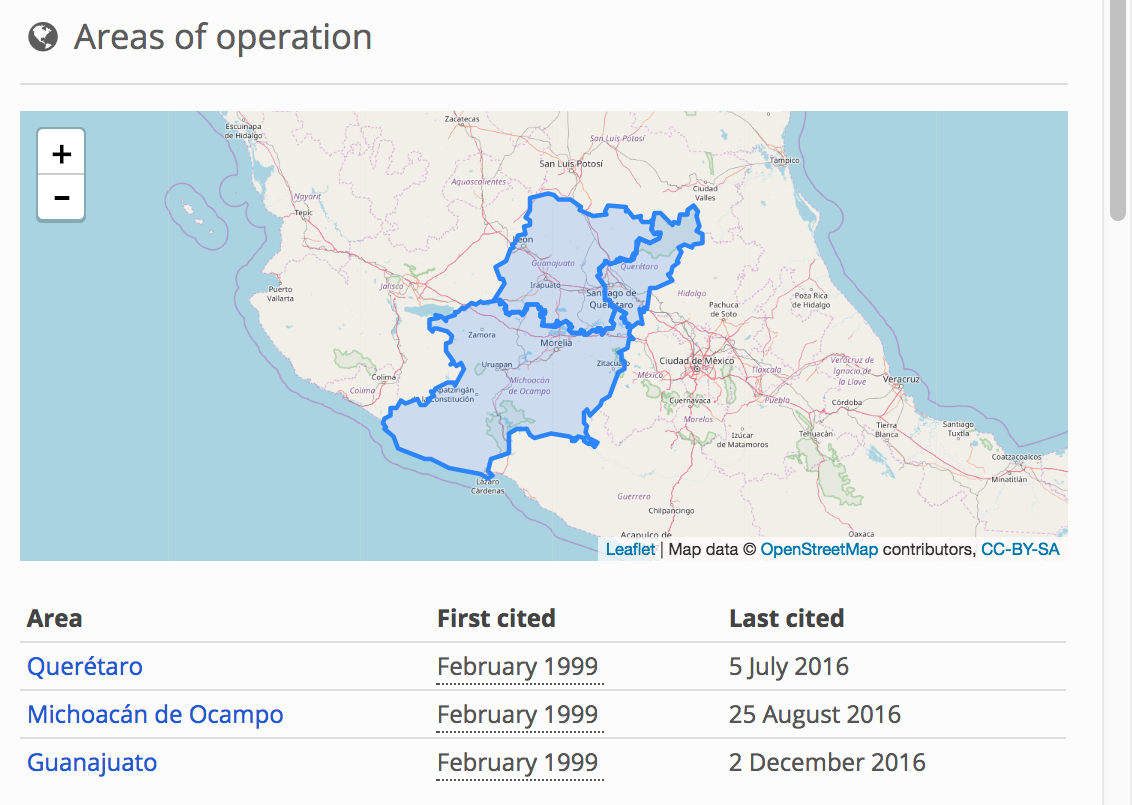 Areas of operation
+
-
Escuinapa
de Hidalgo
Zacatecas
San Luis Potosí
San Luis Potosí
Tampico
Aguascalientes
Ciudad
Valles
Nayarit
Tepic
León
Guanajuato
Querétaro
Jalisco
Irapuato
Santiago de
Querétaro
Hidalgo
Puerto
Vallarta
Pachuca
de Soto
Poza Rica
de Hidalgo
Zamora
Morelia
Zitácuaro
Ciudad de México
Uruapan
México
Tlaxcala
Veracruz de
Ignacio de
la Llave
Colima
Colima
Michoacán
de Ocampo
Veracruz
Cuernavaca
Puebla
Córdoba
Morelos
Izúcar
de Matamoros
Tehuacán
Tierra
Blanca
Santiago
Tuxtla
Coatzacoalcos
Minatitlán
Lázaro
Cárdenas
Guerrero
Chilpancingo
Acapulco de
Oaxaca
Leaflet | Map data © OpenStreetMap contributors, CC-BY-SA
Area First cited Last cited
Querétaro February 1999 5 July 2016
Michoacán de Ocampo February 1999 25 August 2016
Guanajuato February 1999 2 December 2016